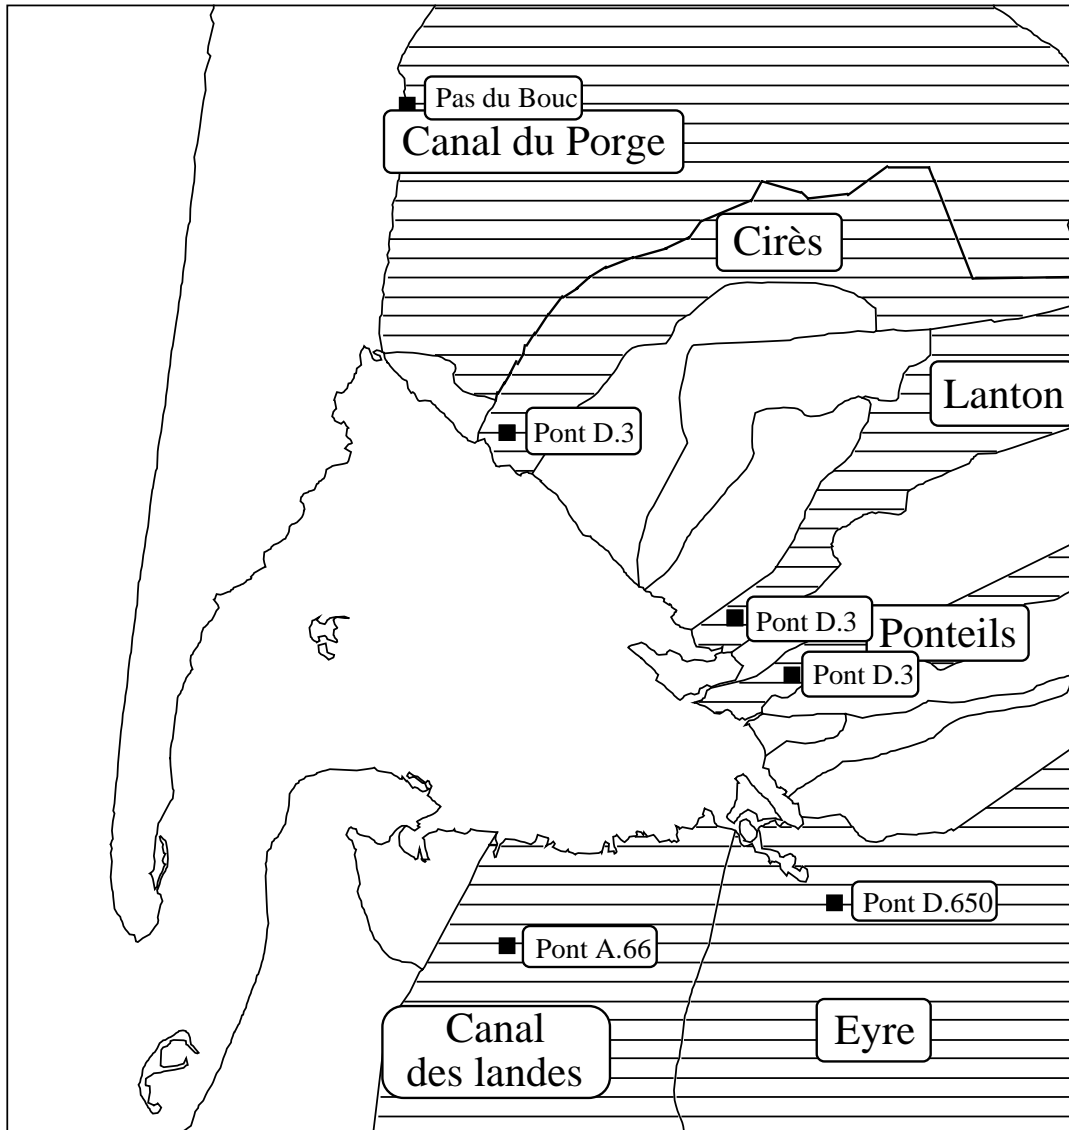 Pas du Bouc
Canal du Porge
Cirès
Lanton
Pont D.3
Pont D.3
Ponteils
Pont D.3
Pont D.650
Pont A.66
Canal
des landes
Eyre